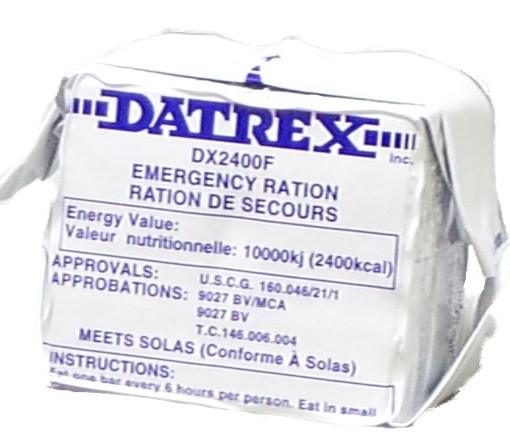 DATREX Inc.
DX2400F
EMERGENCY RATION
RATION DE SECOURS
Energy Value:
Valeur nutritionnelle: 10000kj (2400kcal)
APPROVALS: U.S.C.G. 160.046/21/1
APPROBATIONS: 9027 BV/MCA
9027 BV
T.C.146.006.004
MEETS SOLAS (Conforme À Solas)
INSTRUCTIONS:
Eat one bar every 6 hours per person. Eat in small